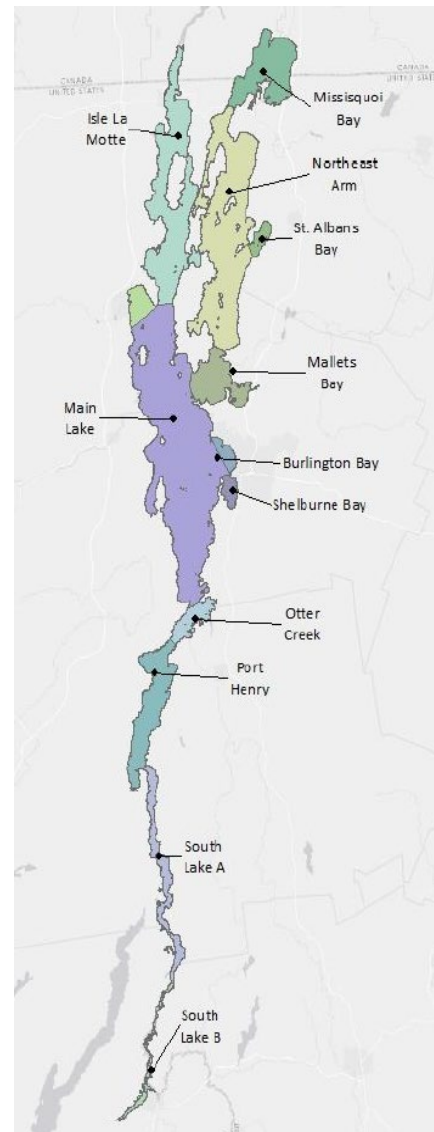 CANADA
UNITED STATES
Missisquoi
Bay
Isle La
Motte
Northeast
Arm
St. Albans
Bay
Mallets
Bay
Main
Lake
Burlington Bay
Shelburne Bay
Otter
Creek
Port
Henry
South
Lake A
South
Lake B
CANADA
UNITED STATES